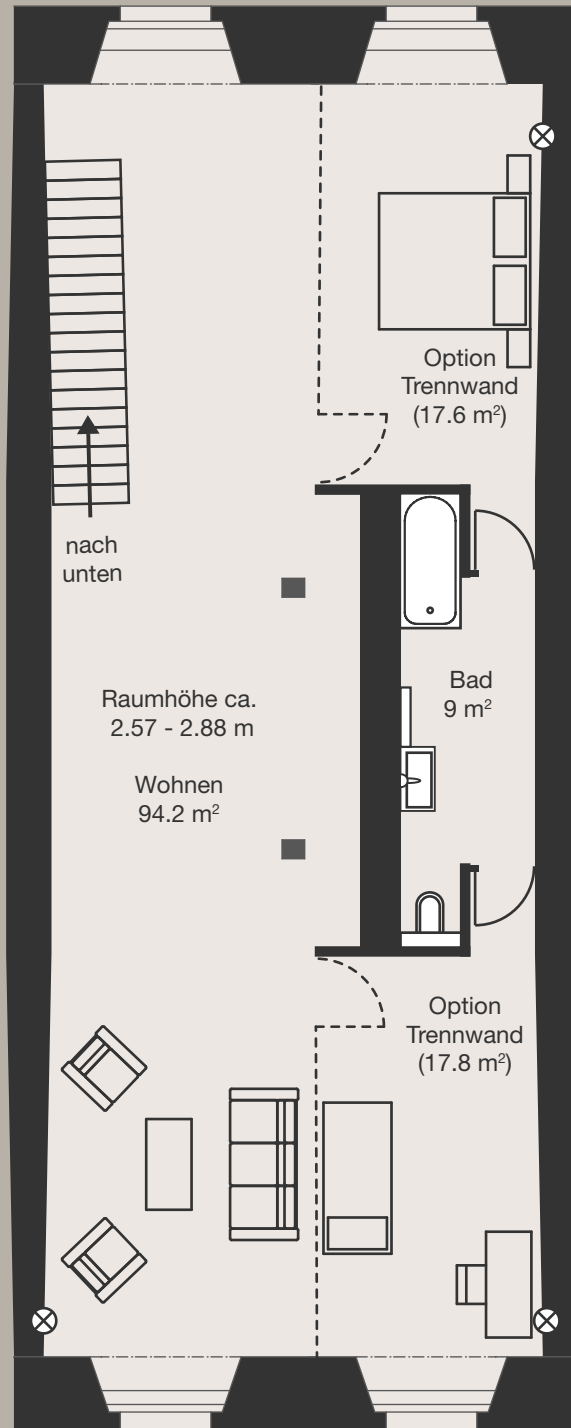 Option
Trennwand
(17.6 m²)
nach
unten
Raumhöhe ca.
2.57 - 2.88 m
Wohnen
94.2 m²
Bad
9 m²
Option
Trennwand
(17.8 m²)